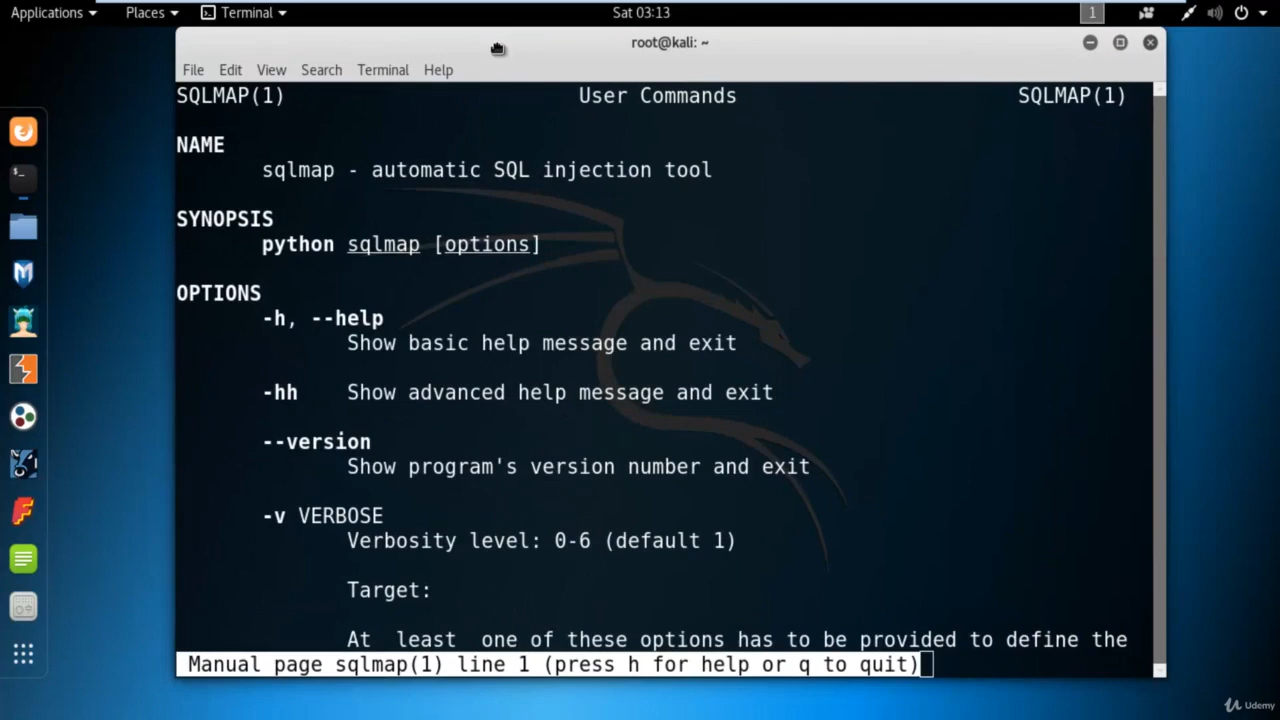 Applications Places Terminal Sat 03:13 1
root@kali: ~
File Edit View Search Terminal Help
SQLMAP(1) User Commands SQLMAP(1)
NAME
sqlmap - automatic SQL injection tool
SYNOPSIS
python sqlmap [options]
OPTIONS
-h, --help
Show basic help message and exit
-hh Show advanced help message and exit
--version
Show program's version number and exit
-v VERBOSE
Verbosity level: 0-6 (default 1)
Target:
At least one of these options has to be provided to define the
Manual page sqlmap(1) line 1 (press h for help or q to quit)
Udemy